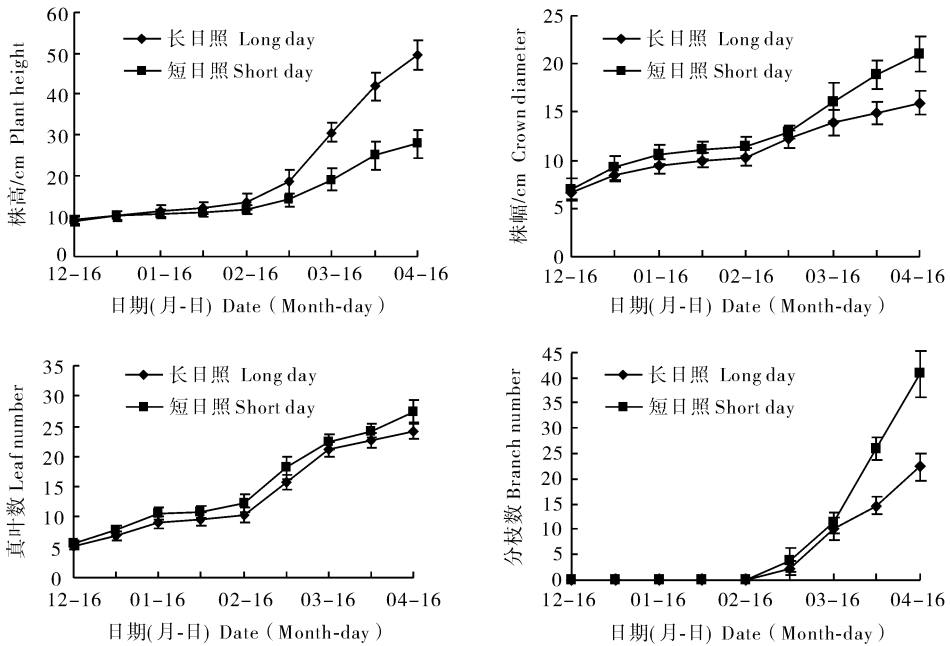 株高/cm Plant height
60
50
40
30
20
10
0
长日照 Long day
短日照 Short day
12-16 01-16 02-16 03-16 04-16
日期(月-日) Date (Month-day)
株幅/cm Crown diameter
25
20
15
10
5
0
长日照 Long day
短日照 Short day
12-16 01-16 02-16 03-16 04-16
日期(月-日) Date (Month-day)
真叶数 Leaf number
35
30
25
20
15
10
5
0
长日照 Long day
短日照 Short day
12-16 01-16 02-16 03-16 04-16
日期(月-日) Date (Month-day)
分枝数 Branch number
45
40
35
30
25
20
15
10
5
0
长日照 Long day
短日照 Short day
12-16 01-16 02-16 03-16 04-16
日期(月-日) Date (Month-day)